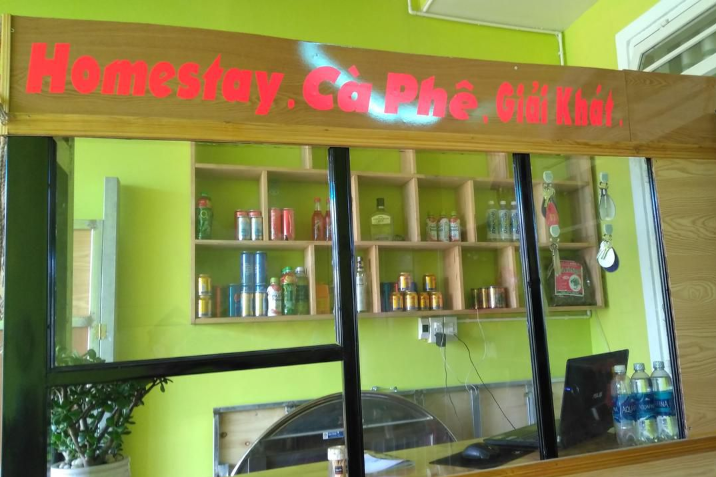 Homestay, Cà Phê, Giải Khát,